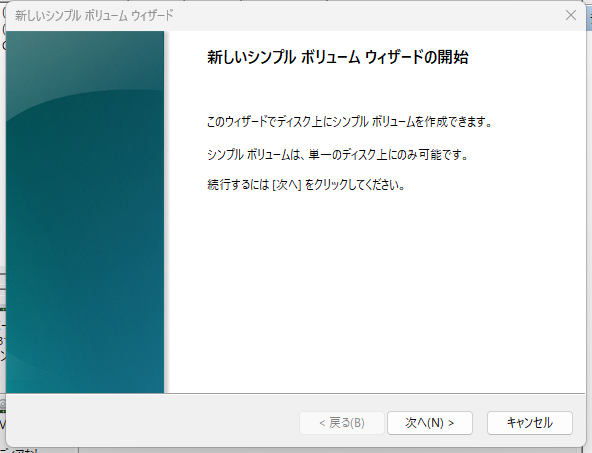 新しいシンプル ボリューム ウィザード
新しいシンプル ボリューム ウィザードの開始
このウィザードでディスク上にシンプル ボリュームを作成できます。
シンプル ボリュームは、単一のディスク上にのみ可能です。
続行するには [次へ] をクリックしてください。
< 戻る(B)
次へ(N) >
キャンセル